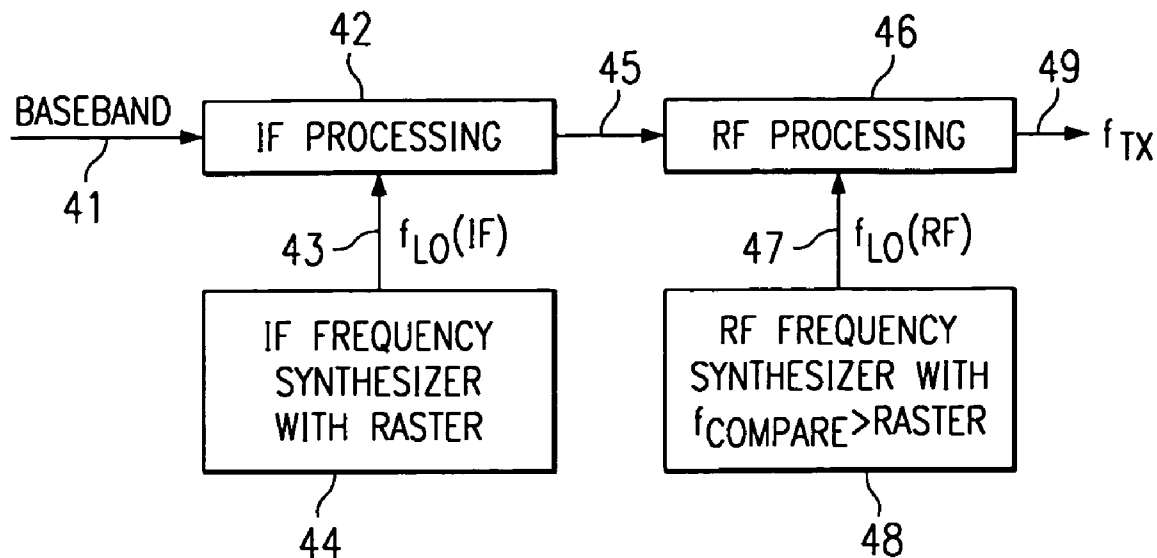 42
46
45
49
BASEBAND
IF PROCESSING
RF PROCESSING
f_TX
41
43
f_LO(IF)
47
f_LO(RF)
IF FREQUENCY
SYNTHESIZER
WITH RASTER
RF FREQUENCY
SYNTHESIZER WITH
f_COMPARE>RASTER
44
48